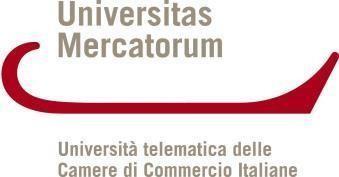 Universitas
Mercatorum
Università telematica delle
Camere di Commercio Italiane